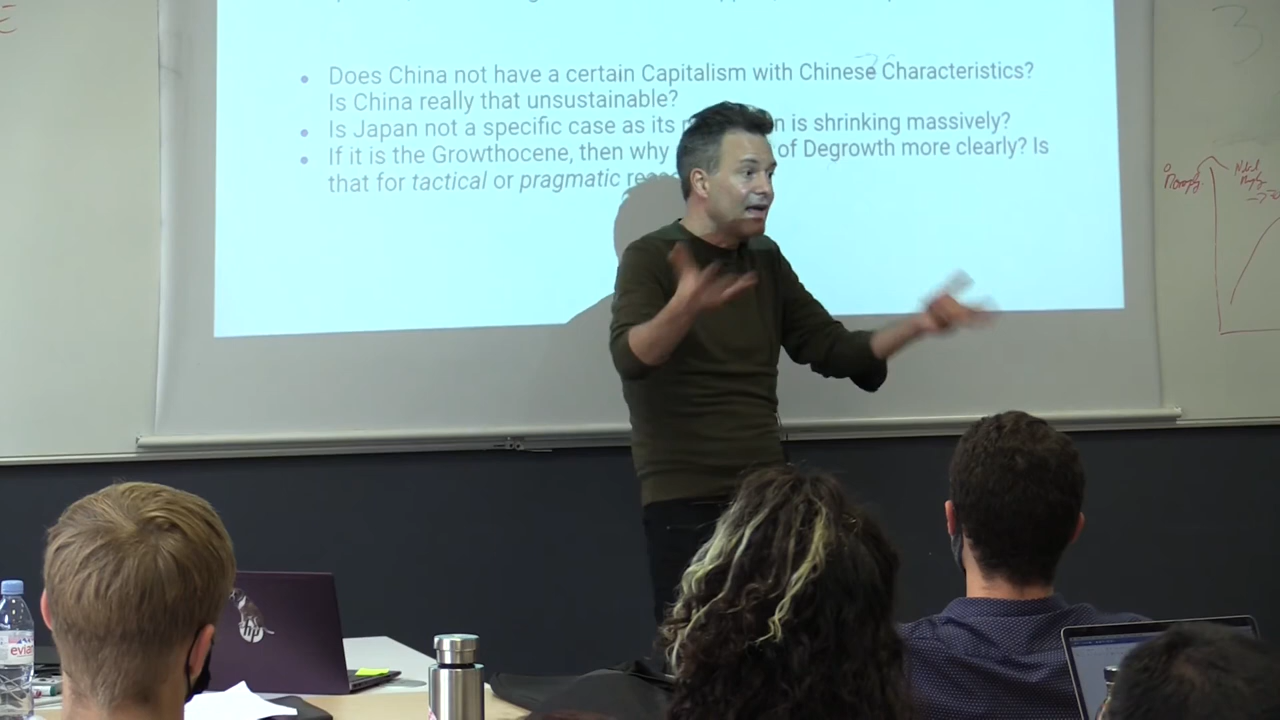 Does China not have a certain Capitalism with Chinese Characteristics?
Is China really that unsustainable?
Is Japan not a specific case as its n is shrinking massively?
If it is the Growthocene, then why of Degrowth more clearly? Is
that for tactical or pragmatic
hp
evian